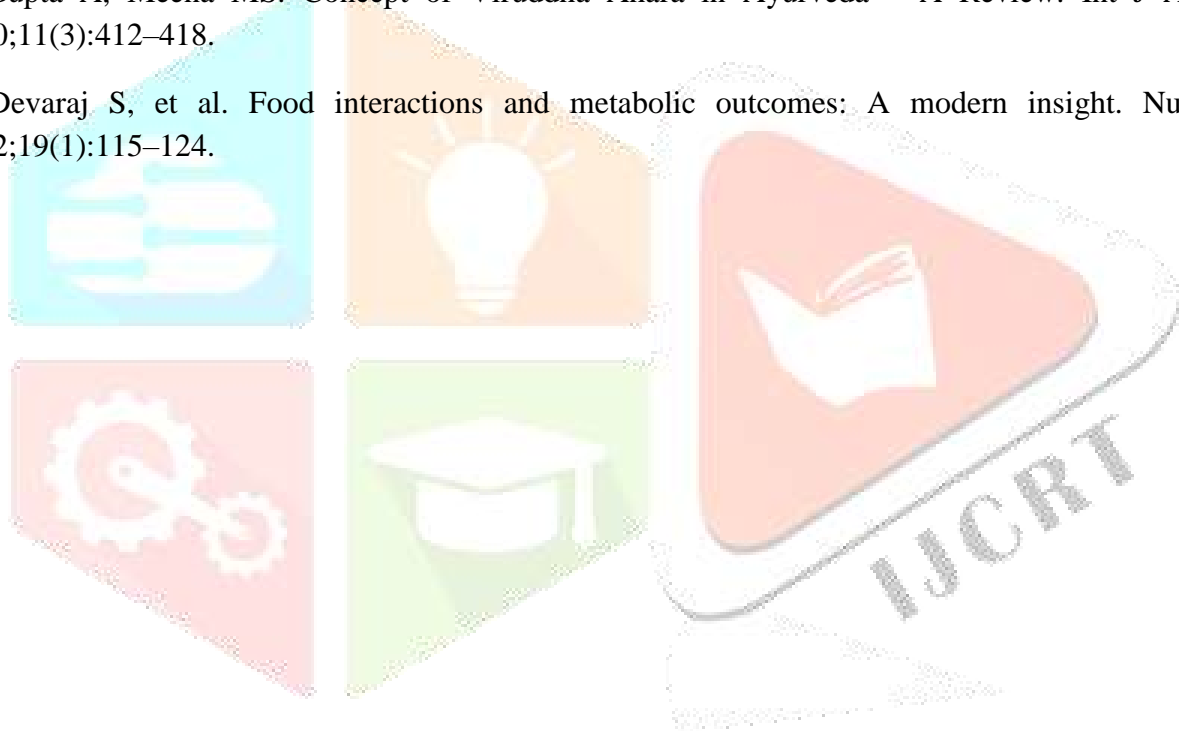 Gupta A, Meena MS. Concept of Viruddha Ahara in Ayurveda – A Review. Int J
0;11(3):412–418.
Devaraj S, et al. Food interactions and metabolic outcomes: A modern insight. Nu
2;19(1):115–124.
IJCRT